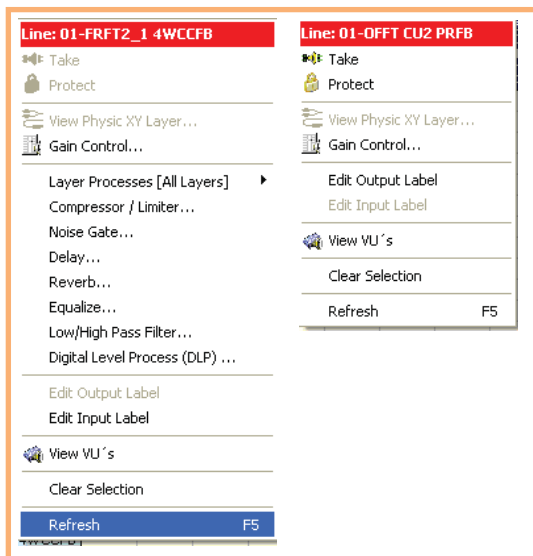 Line: 01-FRFT2_1 4WCCFB
Take
Protect
View Physic XY Layer...
Gain Control...
Layer Processes [All Layers]
Compressor / Limiter...
Noise Gate...
Delay...
Reverb...
Equalize...
Low/High Pass Filter...
Digital Level Process (DLP) ...
Edit Output Label
Edit Input Label
View VU´s
Clear Selection
Refresh F5
4WCCFB]
Line: 01-OFFT CU2 PRFB
Take
Protect
View Physic XY Layer...
Gain Control...
Edit Output Label
Edit Input Label
View VU´s
Clear Selection
Refresh F5